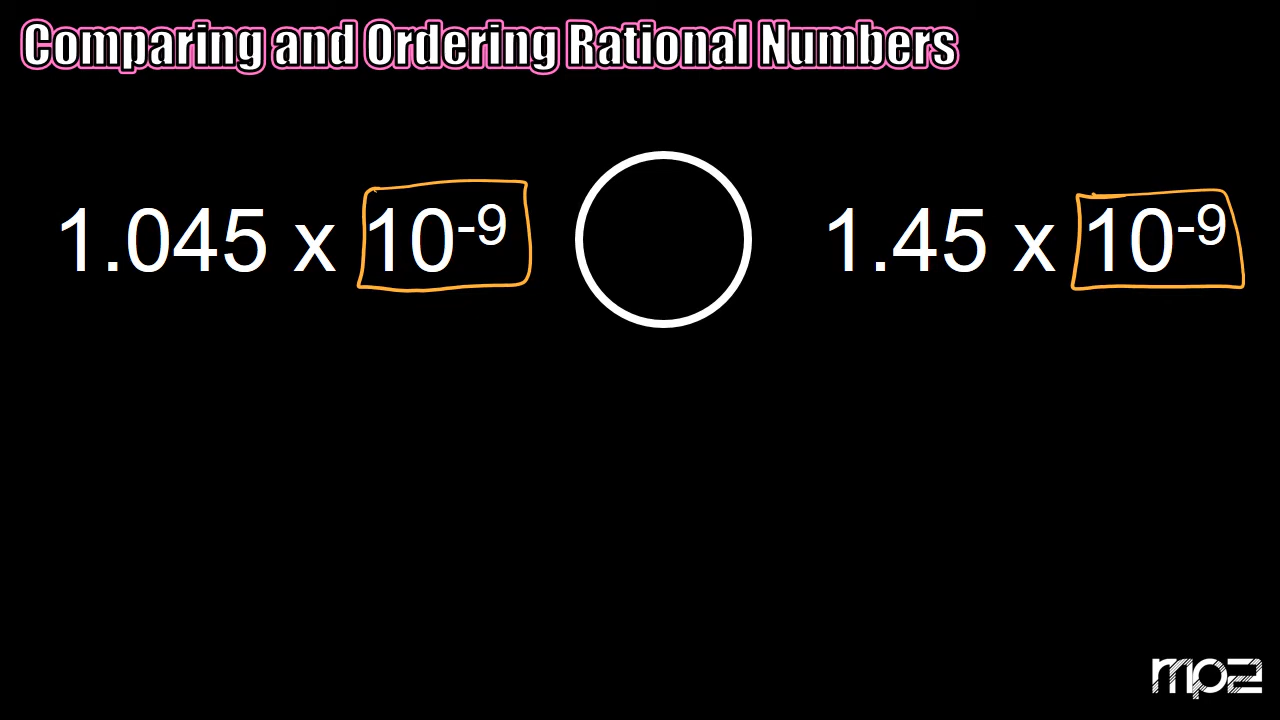 Comparing and Ordering Rational Numbers
1.045 x 10⁻⁹ 1.45 x 10⁻⁹
mp2